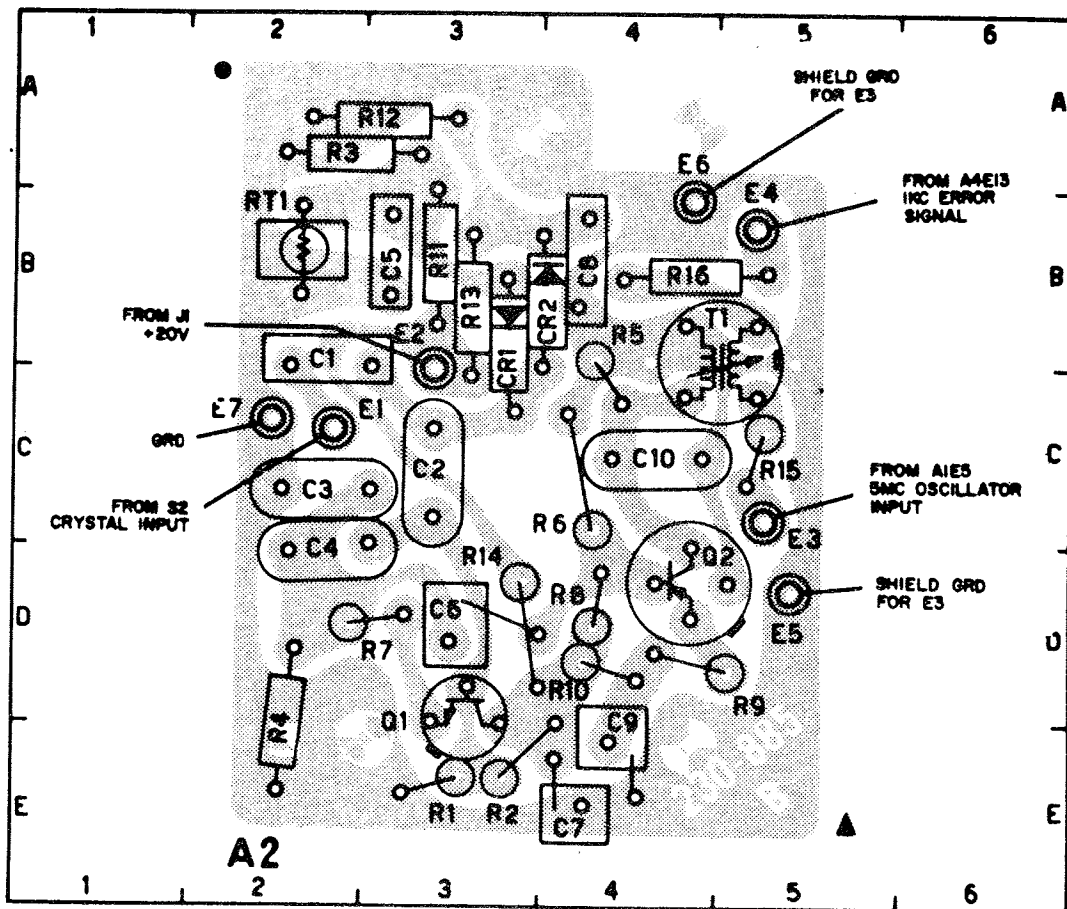 1 2 3 4 5 6
A A
SHIELD GRD
FOR E3
R12
R3
E6
E4
FROM A4E13
1KC ERROR
SIGNAL
RT1
B B
C5
R11
R13
CR1
CR2
C8
R16
FROM J1
+20V
E2
R5
T1
C1
E7
E1
GRD
C C
C2
C10
R15
C3
FROM S2
CRYSTAL INPUT
FROM A1E5
5MC OSCILLATOR
INPUT
R6
E3
C4
R14
Q2
R8
SHIELD GRD
FOR E3
D D
C6
R7
E5
R10
R9
Q1
R4
C9
E E
R1
R2
C7
A2
1 2 3 4 5 6